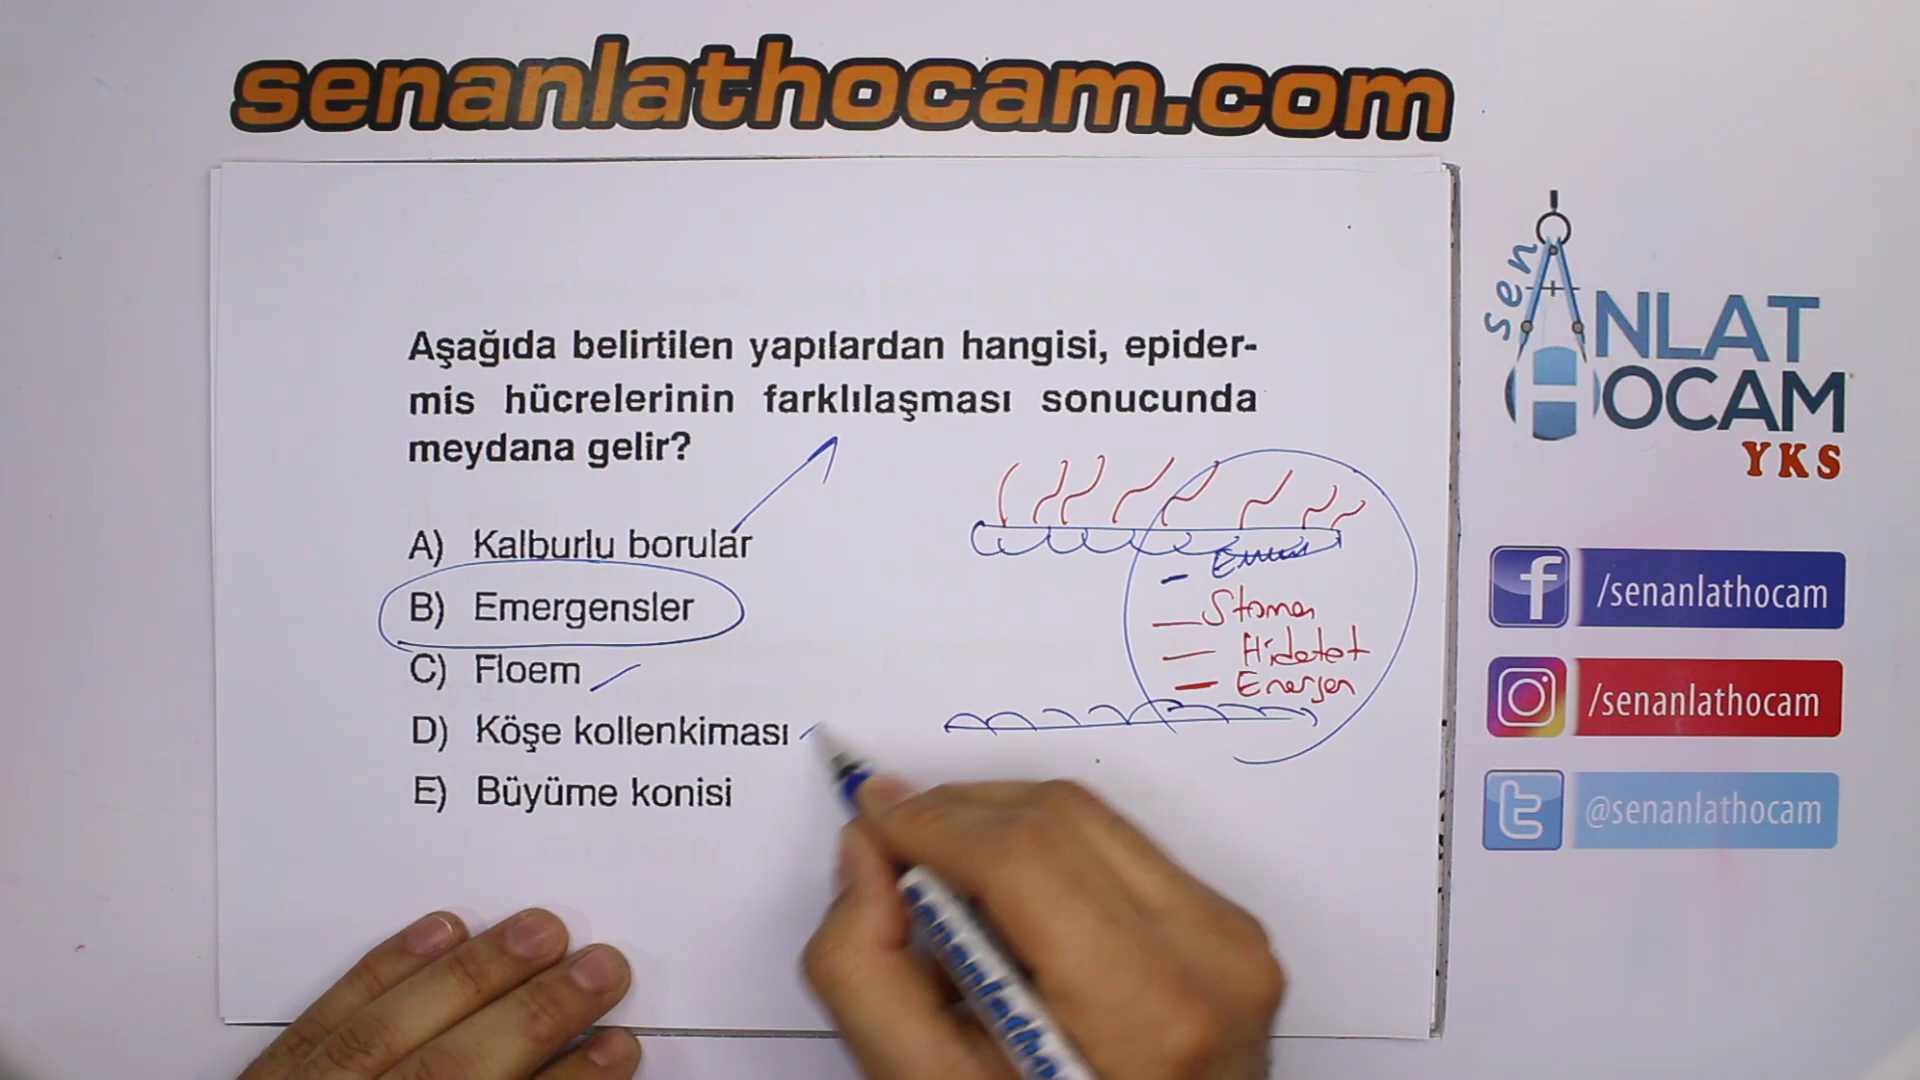 senanlathocam.com
Aşağıda belirtilen yapılardan hangisi, epider-
mis hücrelerinin farklılaşması sonucunda
meydana gelir?
A) Kalburlu borular
B) Emergensler
C) Floem
D) Köşe kollenkiması
E) Büyüme konisi
Stoma
Hidatot
Energen
sen
ANLAT
HOCAM
YKS
/senanlathocam
/senanlathocam
@senanlathocam